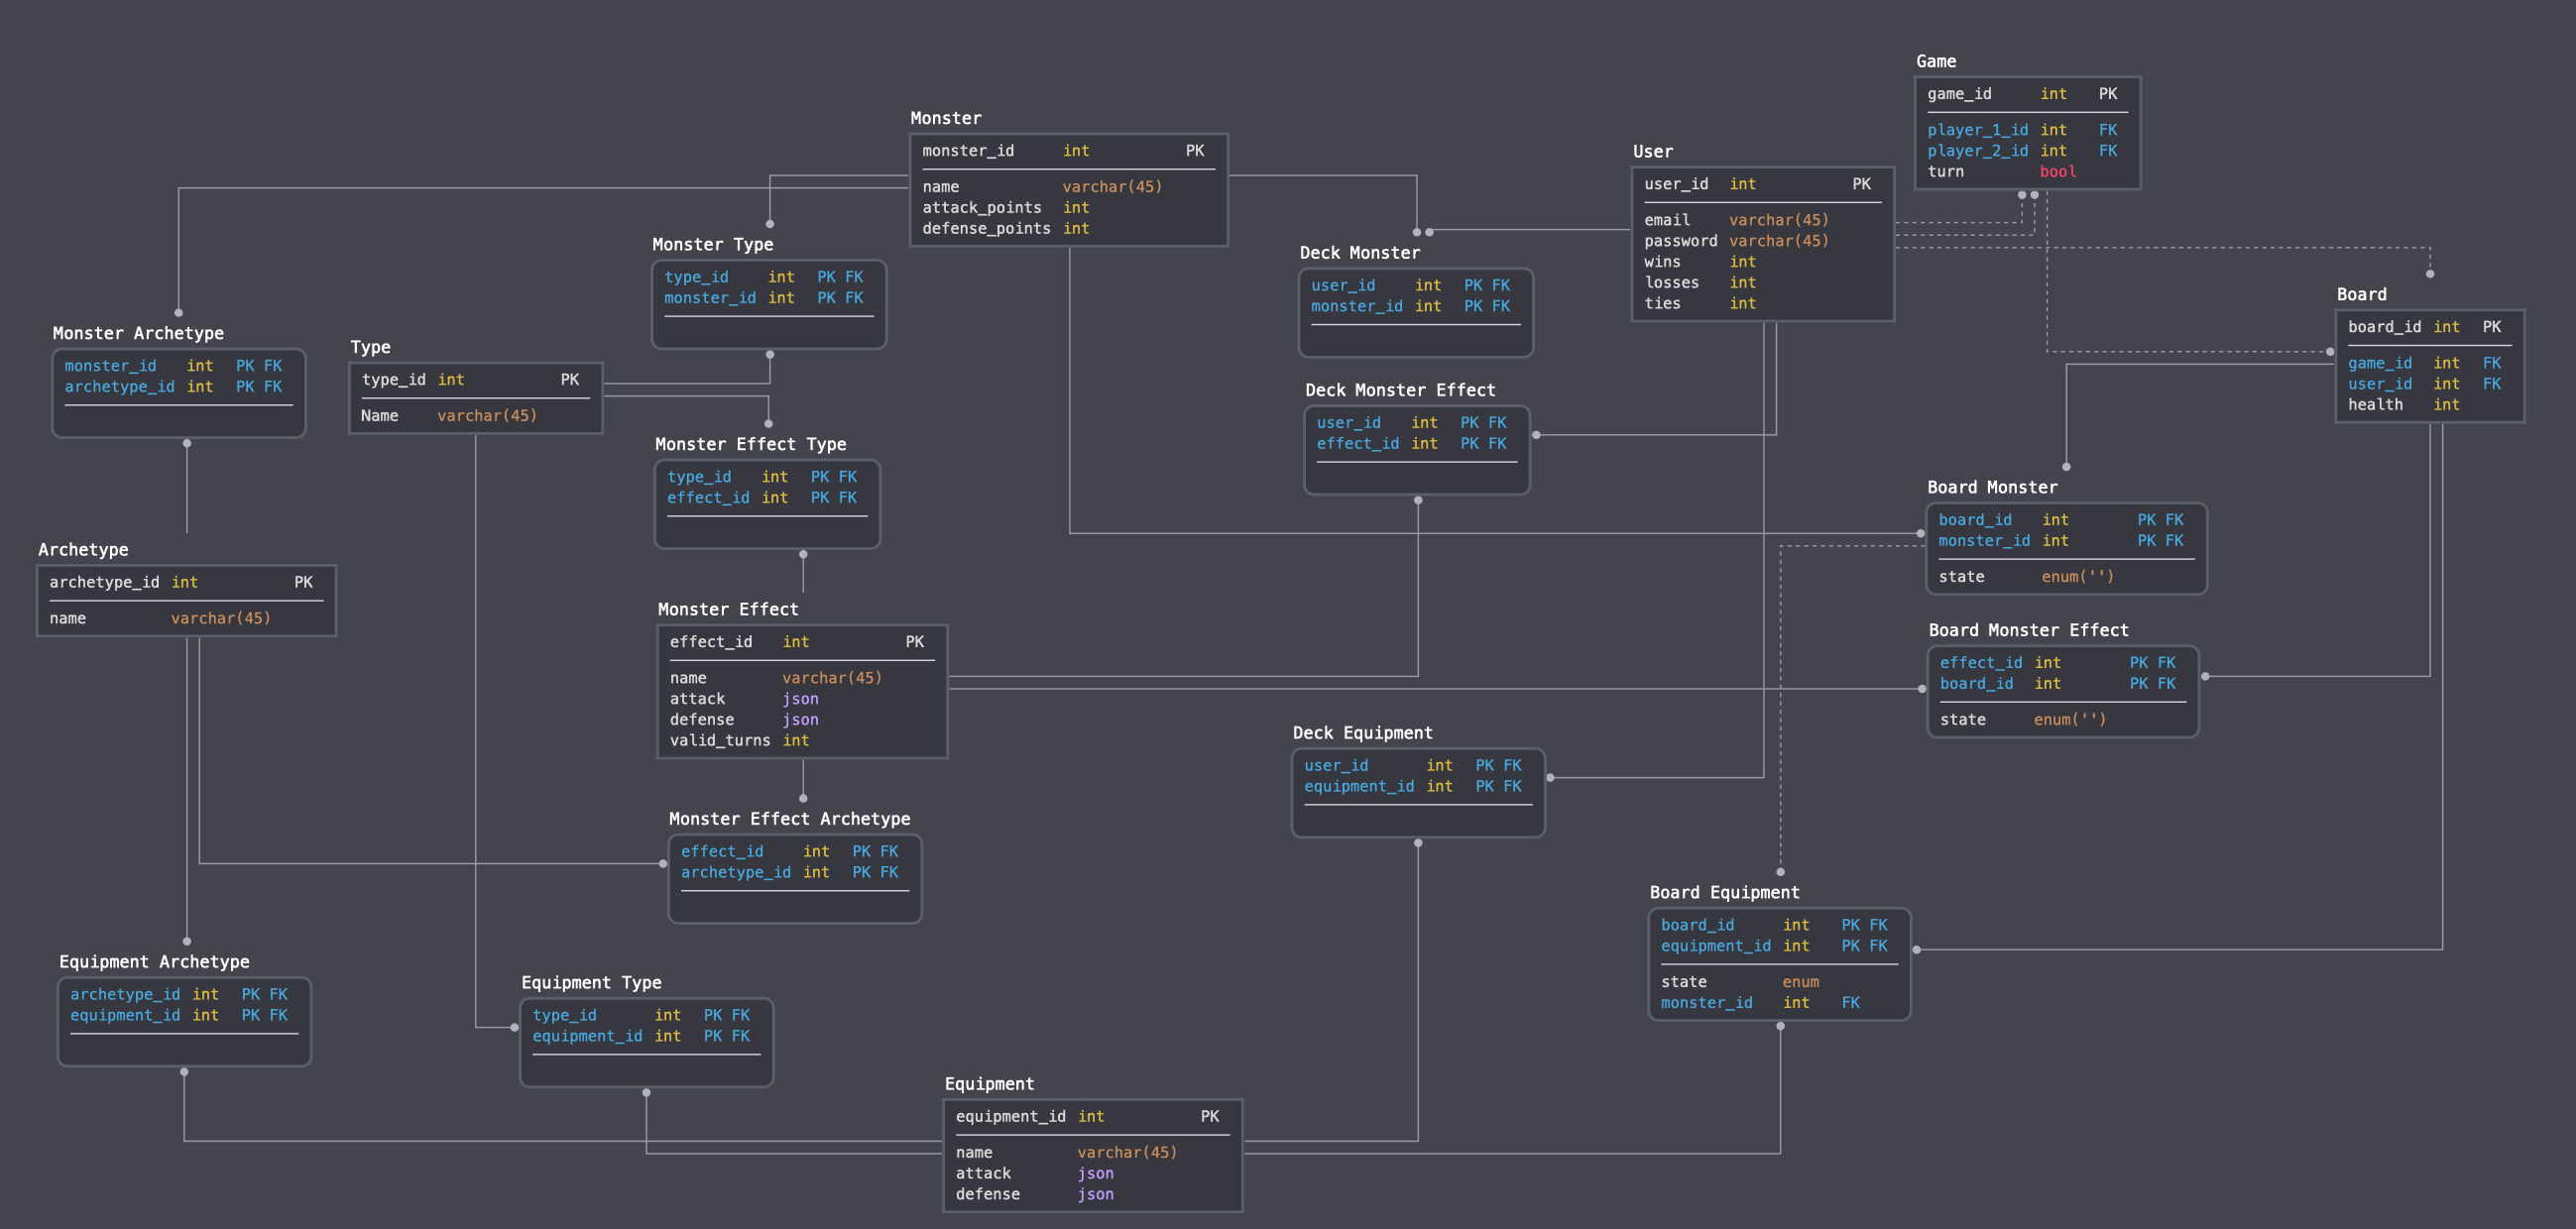 Game
game_id int PK
player_1_id int FK
player_2_id int FK
turn bool
Monster
monster_id int PK
name varchar(45)
attack_points int
defense_points int
User
user_id int PK
email varchar(45)
password varchar(45)
wins int
losses int
ties int
Monster Type
type_id int PK FK
monster_id int PK FK
Deck Monster
user_id int PK FK
monster_id int PK FK
Board
board_id int PK
game_id int FK
user_id int FK
health int
Monster Archetype
monster_id int PK FK
archetype_id int PK FK
Type
type_id int PK
Name varchar(45)
Deck Monster Effect
user_id int PK FK
effect_id int PK FK
Monster Effect Type
type_id int PK FK
effect_id int PK FK
Board Monster
board_id int PK FK
monster_id int PK FK
state enum('')
Archetype
archetype_id int PK
name varchar(45)
Monster Effect
effect_id int PK
name varchar(45)
attack json
defense json
valid_turns int
Board Monster Effect
effect_id int PK FK
board_id int PK FK
state enum('')
Deck Equipment
user_id int PK FK
equipment_id int PK FK
Monster Effect Archetype
effect_id int PK FK
archetype_id int PK FK
Board Equipment
board_id int PK FK
equipment_id int PK FK
state enum
monster_id int FK
Equipment Archetype
archetype_id int PK FK
equipment_id int PK FK
Equipment Type
type_id int PK FK
equipment_id int PK FK
Equipment
equipment_id int PK
name varchar(45)
attack json
defense json